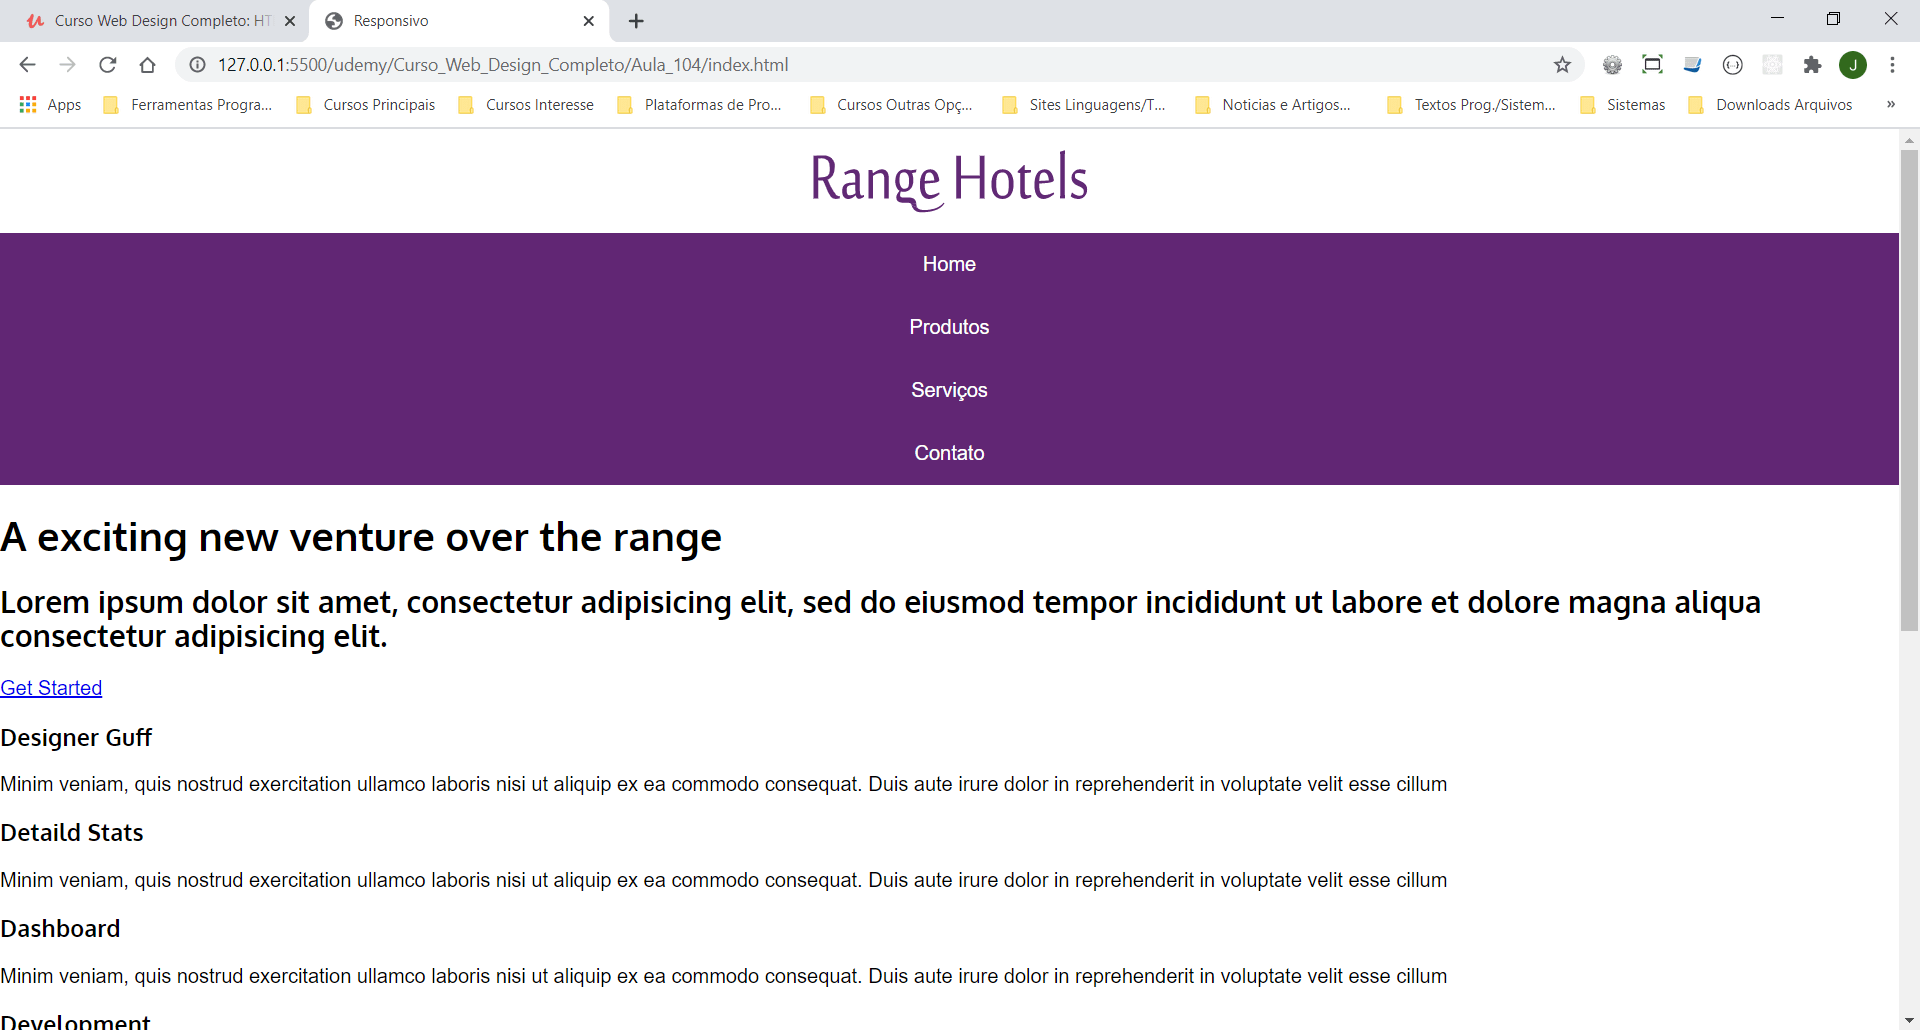 Curso Web Design Completo: HT
Responsivo
127.0.0.1:5500/udemy/Curso_Web_Design_Completo/Aula_104/index.html
J
Apps Ferramentas Progra... Cursos Principais Cursos Interesse Plataformas de Pro... Cursos Outras Opç... Sites Linguagens/T... Noticias e Artigos... Textos Prog./Sistem... Sistemas Downloads Arquivos »
Range Hotels
Home
Produtos
Serviços
Contato
A exciting new venture over the range
Lorem ipsum dolor sit amet, consectetur adipisicing elit, sed do eiusmod tempor incididunt ut labore et dolore magna aliqua
consectetur adipisicing elit.
Get Started
Designer Guff
Minim veniam, quis nostrud exercitation ullamco laboris nisi ut aliquip ex ea commodo consequat. Duis aute irure dolor in reprehenderit in voluptate velit esse cillum
Detaild Stats
Minim veniam, quis nostrud exercitation ullamco laboris nisi ut aliquip ex ea commodo consequat. Duis aute irure dolor in reprehenderit in voluptate velit esse cillum
Dashboard
Minim veniam, quis nostrud exercitation ullamco laboris nisi ut aliquip ex ea commodo consequat. Duis aute irure dolor in reprehenderit in voluptate velit esse cillum
Development